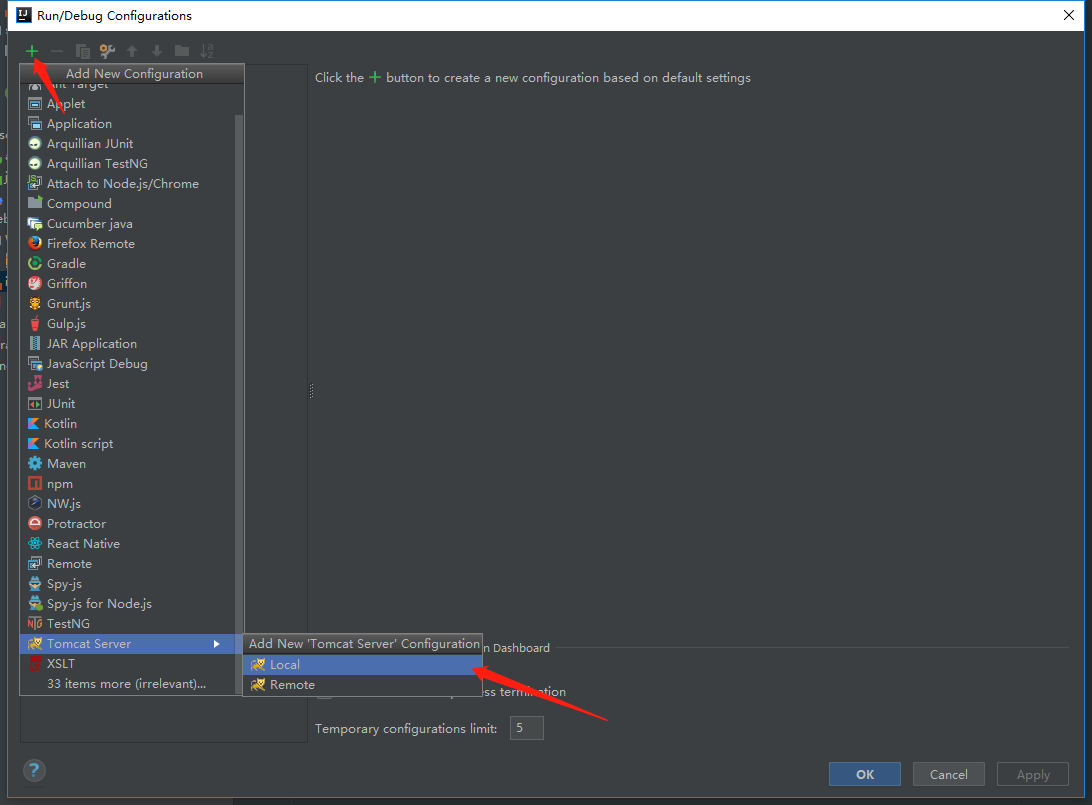 Run/Debug Configurations
Add New Configuration
Click the + button to create a new configuration based on default settings
Ant Target
Applet
Application
Arquillian JUnit
Arquillian TestNG
Attach to Node.js/Chrome
Compound
Cucumber java
Firefox Remote
Gradle
Griffon
Grunt.js
Gulp.js
JAR Application
JavaScript Debug
Jest
JUnit
Kotlin
Kotlin script
Maven
npm
NW.js
Protractor
React Native
Remote
Spy-js
Spy-js for Node.js
TestNG
Tomcat Server
XSLT
33 items more (irrelevant)...
Add New 'Tomcat Server' Configuration
Local
Remote
n Dashboard
ess termination
Temporary configurations limit: 5
?
OK Cancel Apply